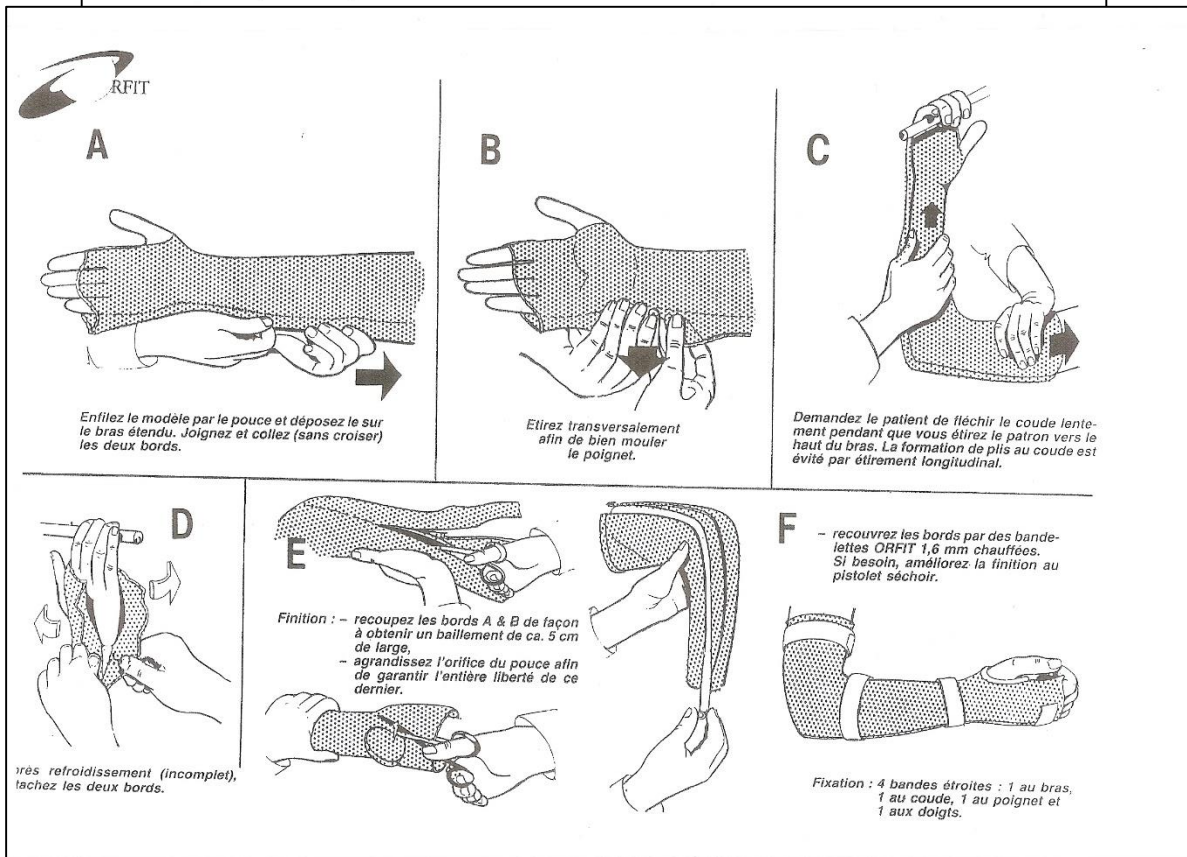 RFIT
A
Enfilez le modèle par le pouce et déposez le sur
le bras étendu. Joignez et collez (sans croiser)
les deux bords.
B
Etirez transversalement
afin de bien mouler
le poignet.
C
Demandez le patient de fléchir le coude lente-
ment pendant que vous étirez le patron vers le
haut du bras. La formation de plis au coude est
évité par étirement longitudinal.
D
rès refroidissement (incomplet),
tachez les deux bords.
E
Finition : – recoupez les bords A & B de façon
à obtenir un baillement de ca. 5 cm
de large,
– agrandissez l'orifice du pouce afin
de garantir l'entière liberté de ce
dernier.
F
– recouvrez les bords par des bande-
lettes ORFIT 1,6 mm chauffées.
Si besoin, améliorez la finition au
pistolet séchoir.
Fixation : 4 bandes étroites : 1 au bras,
1 au coude, 1 au poignet et
1 aux doigts.